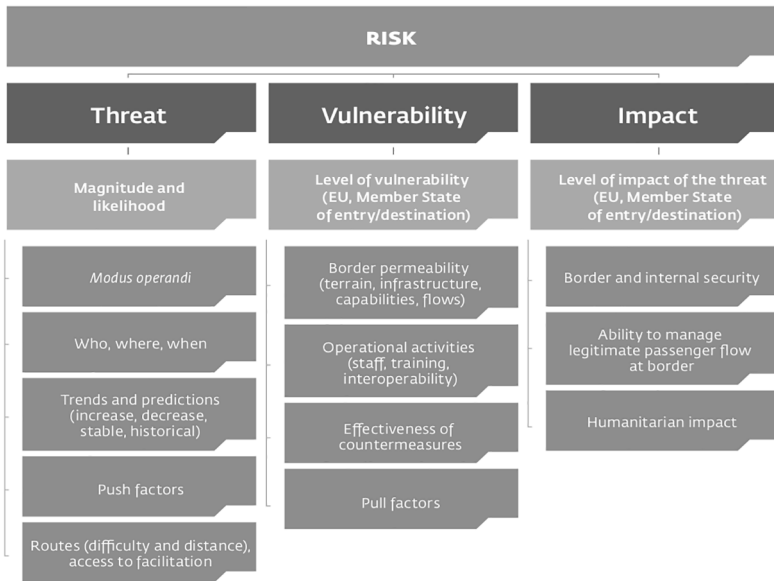 RISK
Threat
Magnitude and
likelihood
Modus operandi
Who, where, when
Trends and predictions
(increase, decrease,
stable, historical)
Push factors
Routes (difficulty and distance),
access to facilitation
Vulnerability
Level of vulnerability
(EU, Member State
of entry/destination)
Border permeability
(terrain, infrastructure,
capabilities, flows)
Operational activities
(staff, training,
interoperability)
Effectiveness of
countermeasures
Pull factors
Impact
Level of impact of the threat
(EU, Member State
of entry/destination)
Border and internal security
Ability to manage
legitimate passenger flow
at border
Humanitarian impact